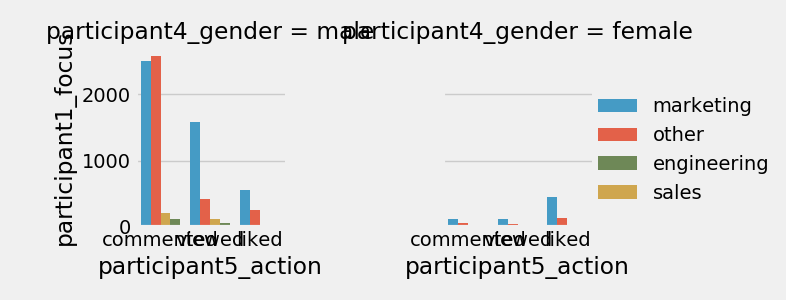 participant4_gender = male
participant4_gender = female
participant1_focus
2000
1000
0
commented viewed liked
commented viewed liked
participant5_action
participant5_action
marketing
other
engineering
sales